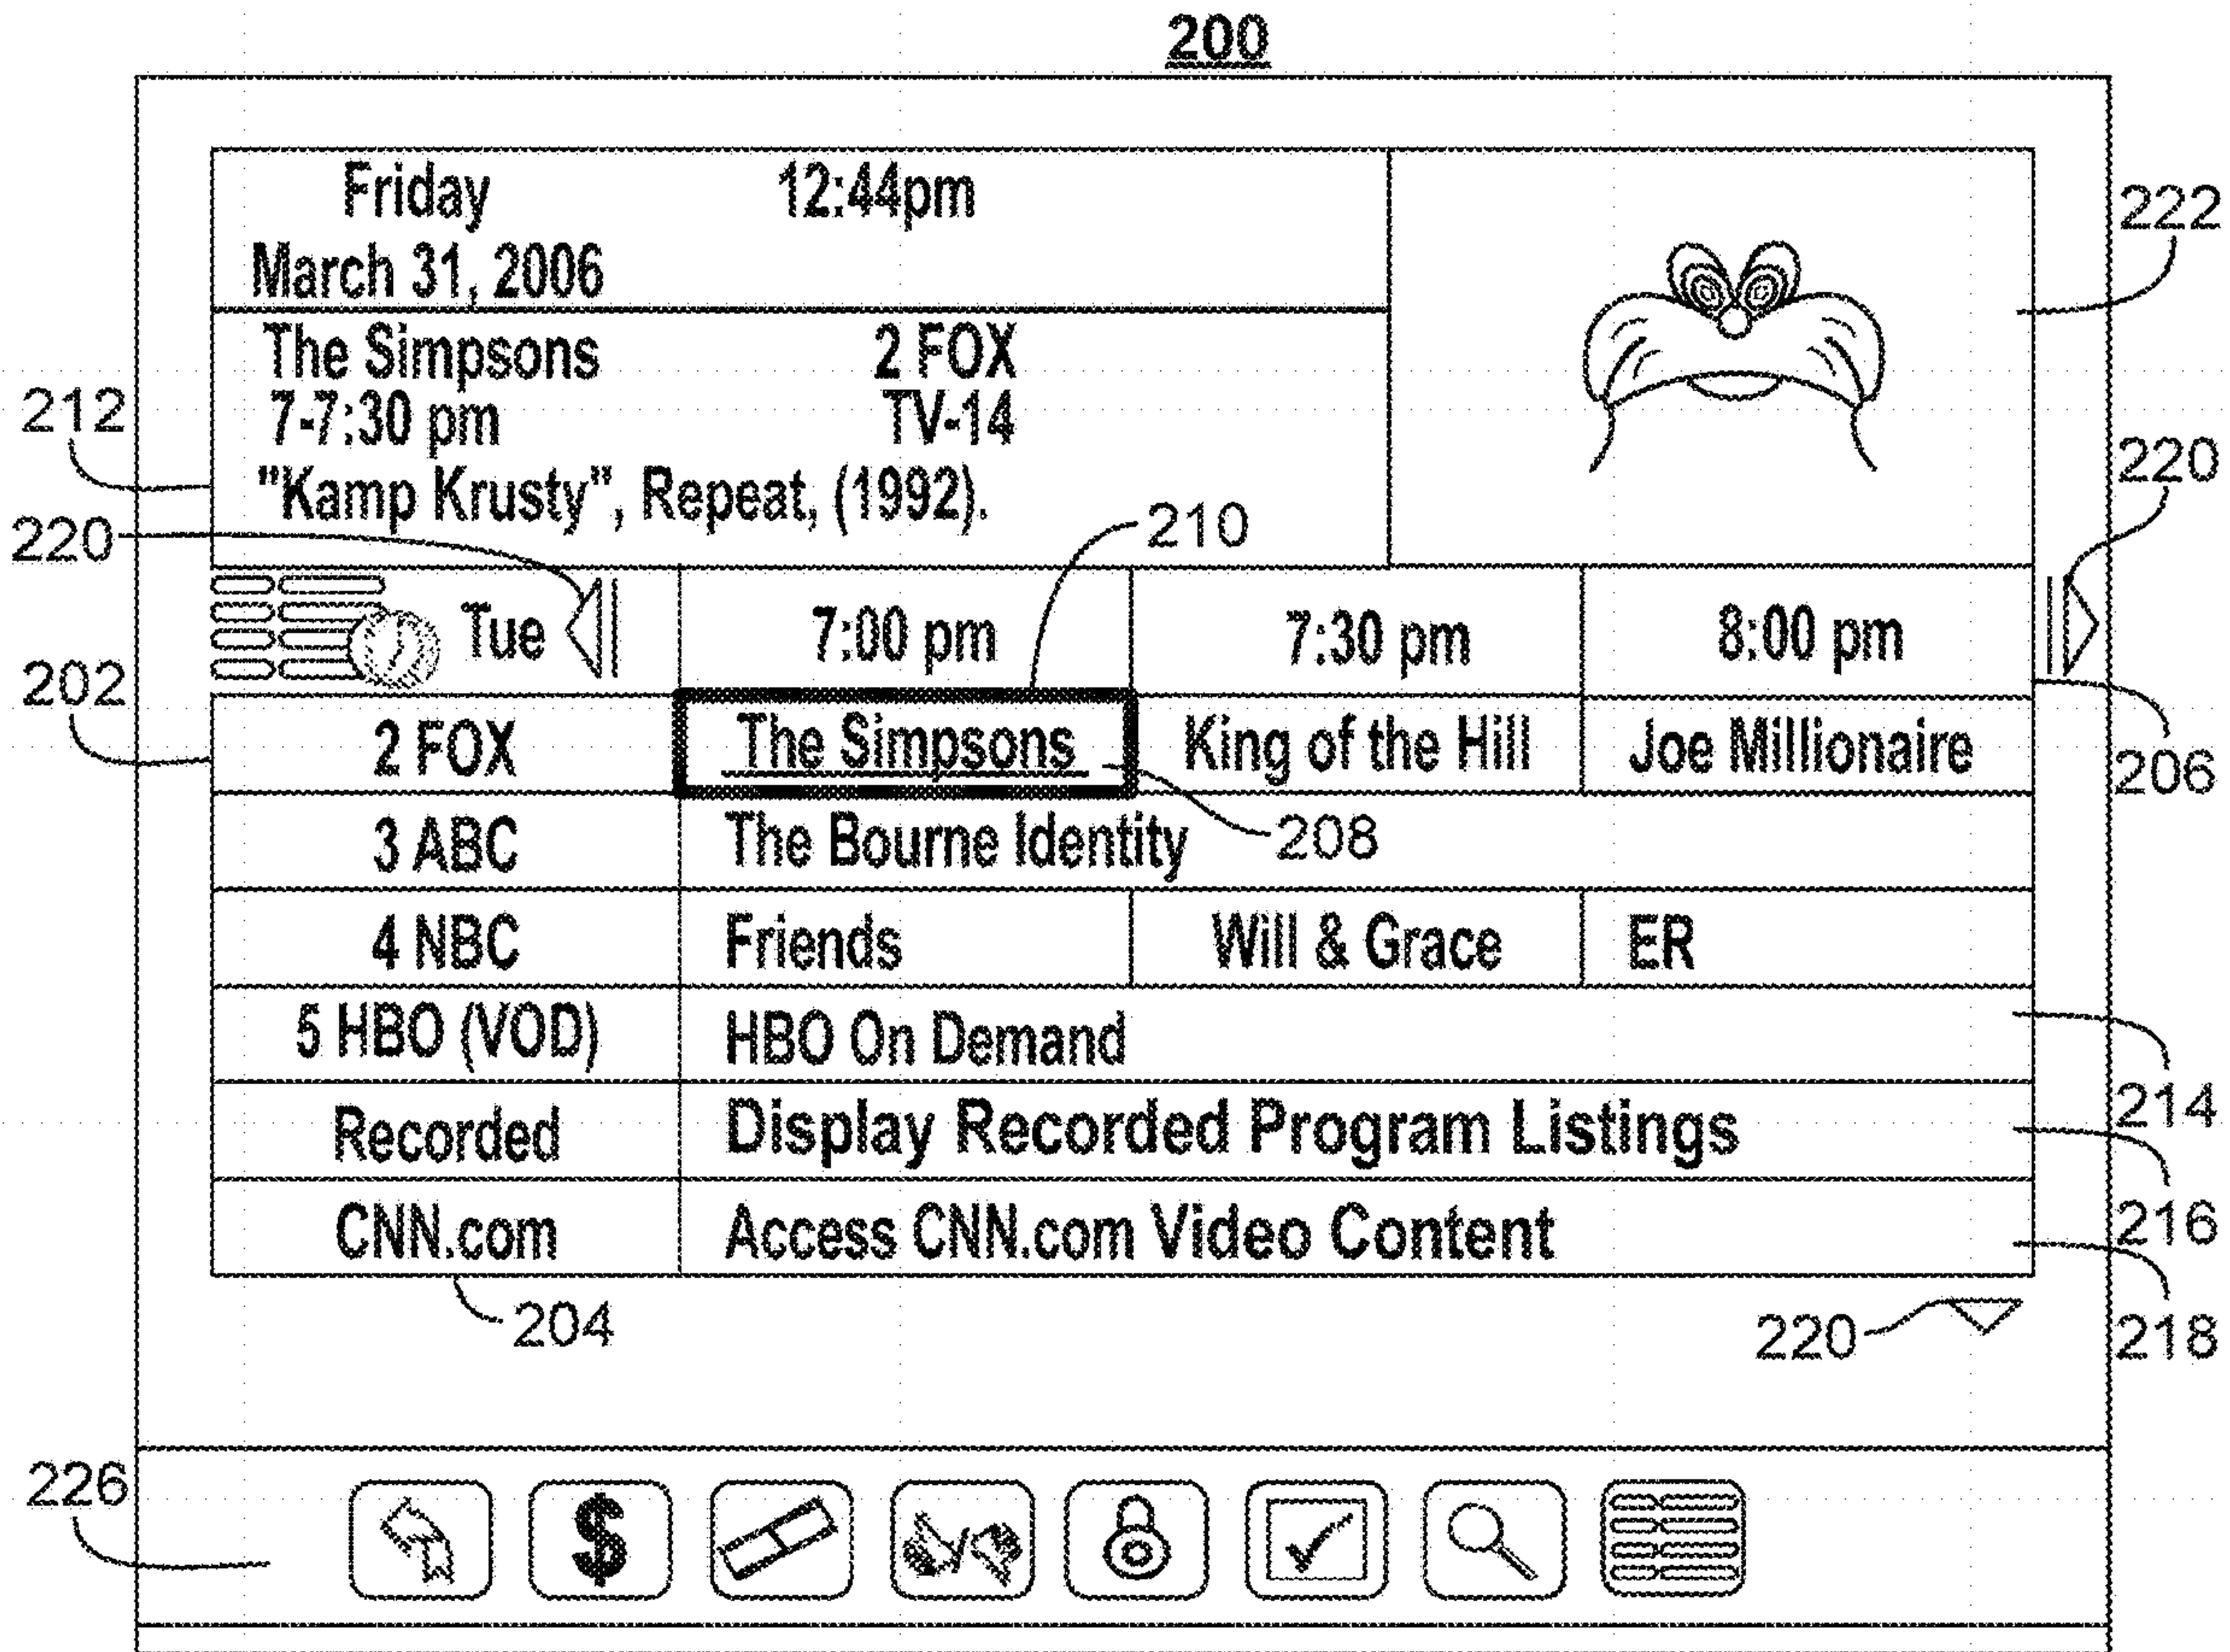 200
Friday 12:44pm
March 31, 2006
222
The Simpsons 2 FOX
212 7-7:30 pm TV-14
220
"Kamp Krusty", Repeat, (1992).
220 210
Tue 7:00 pm 7:30 pm 8:00 pm
202
2 FOX The Simpsons King of the Hill Joe Millionaire
206
3 ABC The Bourne Identity 208
4 NBC Friends Will & Grace ER
5 HBO (VOD) HBO On Demand
214
Recorded Display Recorded Program Listings
216
CNN.com Access CNN.com Video Content
204 220 218
226
$